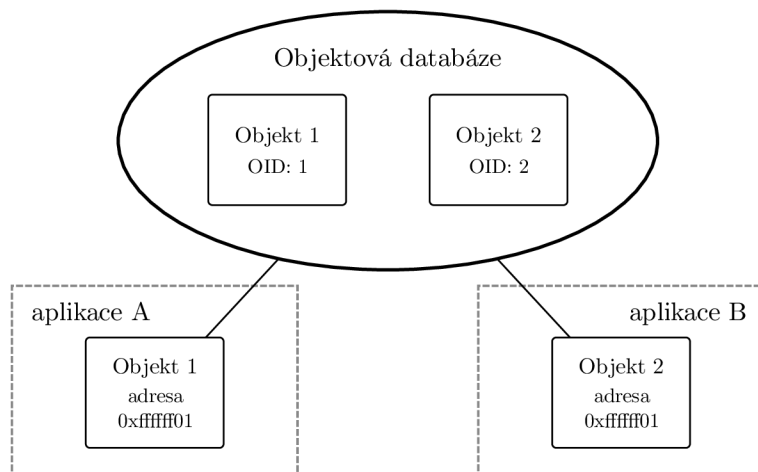 Objektová databáze
Objekt 1
OID: 1
Objekt 2
OID: 2
aplikace A
Objekt 1
adresa
0xffffff01
aplikace B
Objekt 2
adresa
0xffffff01